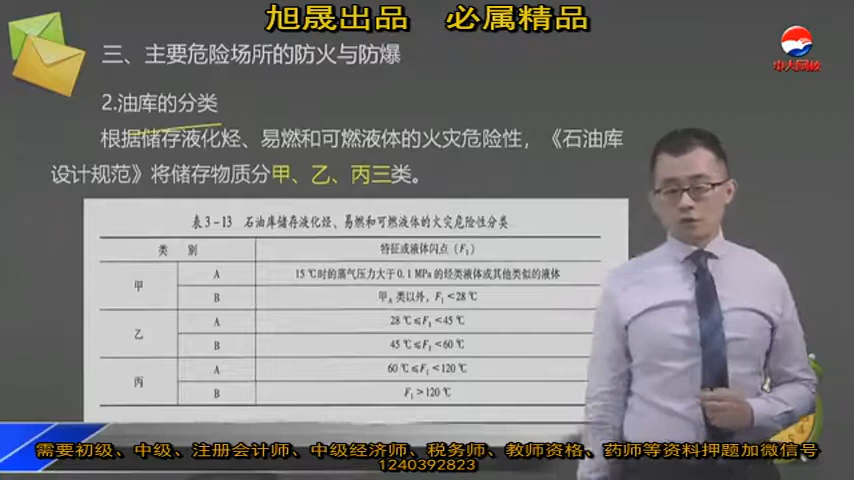 旭晟出品 必属精品
三、主要危险场所的防火与防爆
中大网校
2.油库的分类
根据储存液化烃、易燃和可燃液体的火灾危险性，《石油库
设计规范》将储存物质分甲、乙、丙三类。
表3-13 石油库储存液化烃、易燃和可燃液体的火灾危险性分类
类 别 特征或液体闪点（F₁）
甲 A 15 ℃时的蒸气压力大于0.1 MPa的烃类液体或其他类似的液体
B 甲A 类以外，F₁<28 ℃
乙 A 28 ℃≤F₁<45 ℃
B 45 ℃≤F₁<60 ℃
丙 A 60 ℃≤F₁<120 ℃
B F₁>120 ℃
需要初级、中级、注册会计师、中级经济师、税务师、教师资格、药师等资料押题加微信号
1240392823